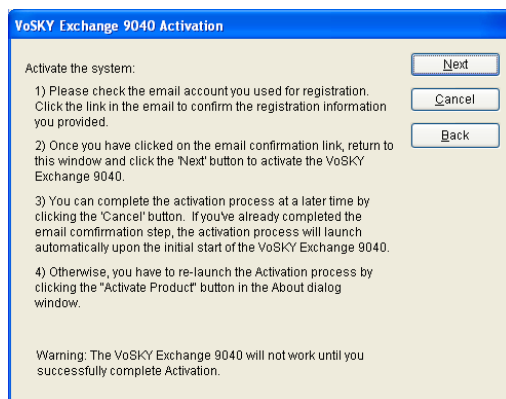 VoSKY Exchange 9040 Activation
Activate the system:
1) Please check the email account you used for registration.
Click the link in the email to confirm the registration information
you provided.
2) Once you have clicked on the email confirmation link, return to
this window and click the 'Next' button to activate the VoSKY
Exchange 9040.
3) You can complete the activation process at a later time by
clicking the 'Cancel' button.  If you've already completed the
email comfirmation step, the activation process will launch
automatically upon the initial start of the VoSKY Exchange 9040.
4) Otherwise, you have to re-launch the Activation process by
clicking the "Activate Product" button in the About dialog
window.
Warning: The VoSKY Exchange 9040 will not work until you
successfully complete Activation.
Next
Cancel
Back